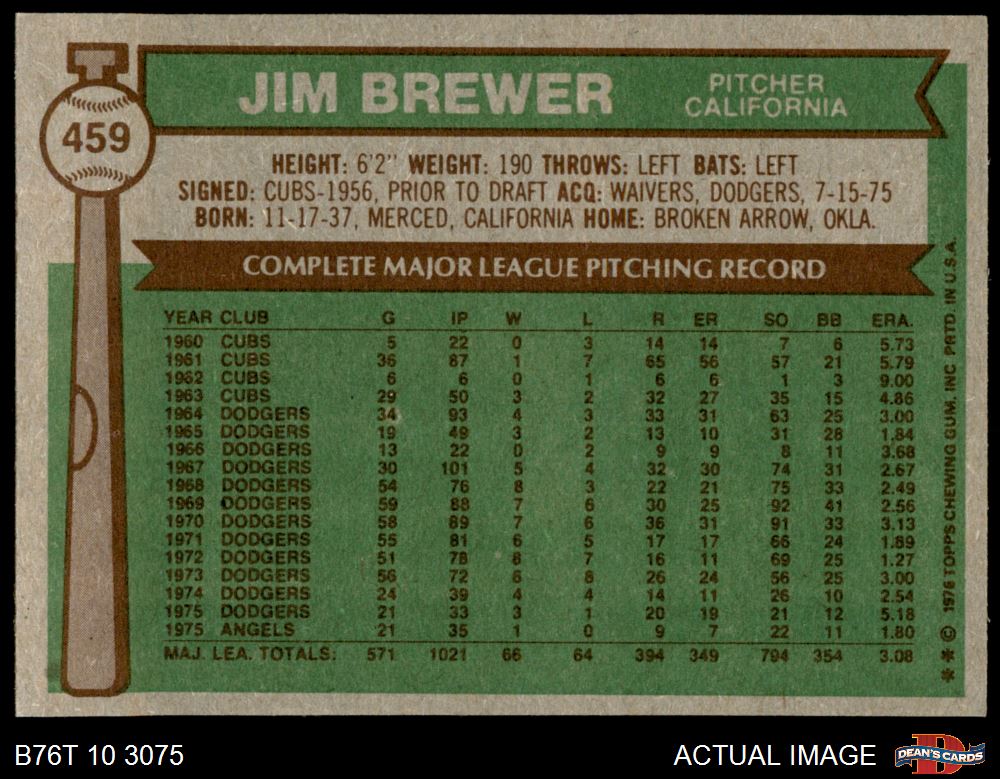 JIM BREWER
PITCHER
CALIFORNIA
459
HEIGHT: 6'2" WEIGHT: 190 THROWS: LEFT BATS: LEFT
SIGNED: CUBS-1956, PRIOR TO DRAFT ACQ: WAIVERS, DODGERS, 7-15-75
BORN: 11-17-37, MERCED, CALIFORNIA HOME: BROKEN ARROW, OKLA.
COMPLETE MAJOR LEAGUE PITCHING RECORD
YEAR CLUB G IP W L R ER SO BB ERA.
1960 CUBS 5 22 0 3 14 14 7 6 5.73
1961 CUBS 36 87 1 7 65 56 57 21 5.79
1962 CUBS 6 6 0 1 6 6 1 3 9.00
1963 CUBS 29 50 3 2 32 27 35 15 4.86
1964 DODGERS 34 93 4 3 33 31 63 25 3.00
1965 DODGERS 19 49 3 2 13 10 31 28 1.84
1966 DODGERS 13 22 0 2 9 9 8 11 3.68
1967 DODGERS 30 101 5 4 32 30 74 31 2.67
1968 DODGERS 54 76 8 3 22 21 75 33 2.49
1969 DODGERS 59 88 7 6 30 25 92 41 2.56
1970 DODGERS 58 89 7 6 36 31 91 33 3.13
1971 DODGERS 55 81 6 5 17 17 66 24 1.89
1972 DODGERS 51 78 8 7 16 11 69 25 1.27
1973 DODGERS 56 72 6 8 26 24 56 25 3.00
1974 DODGERS 24 39 4 4 14 11 26 10 2.54
1975 DODGERS 21 33 3 1 20 19 21 12 5.18
1975 ANGELS 21 35 1 0 9 7 22 11 1.80
MAJ. LEA. TOTALS: 571 1021 66 64 394 349 794 354 3.08
** © 1976 TOPPS CHEWING GUM, INC PRTD. IN U.S.A.
B76T 10 3075
ACTUAL IMAGE
DEAN'S CARDS